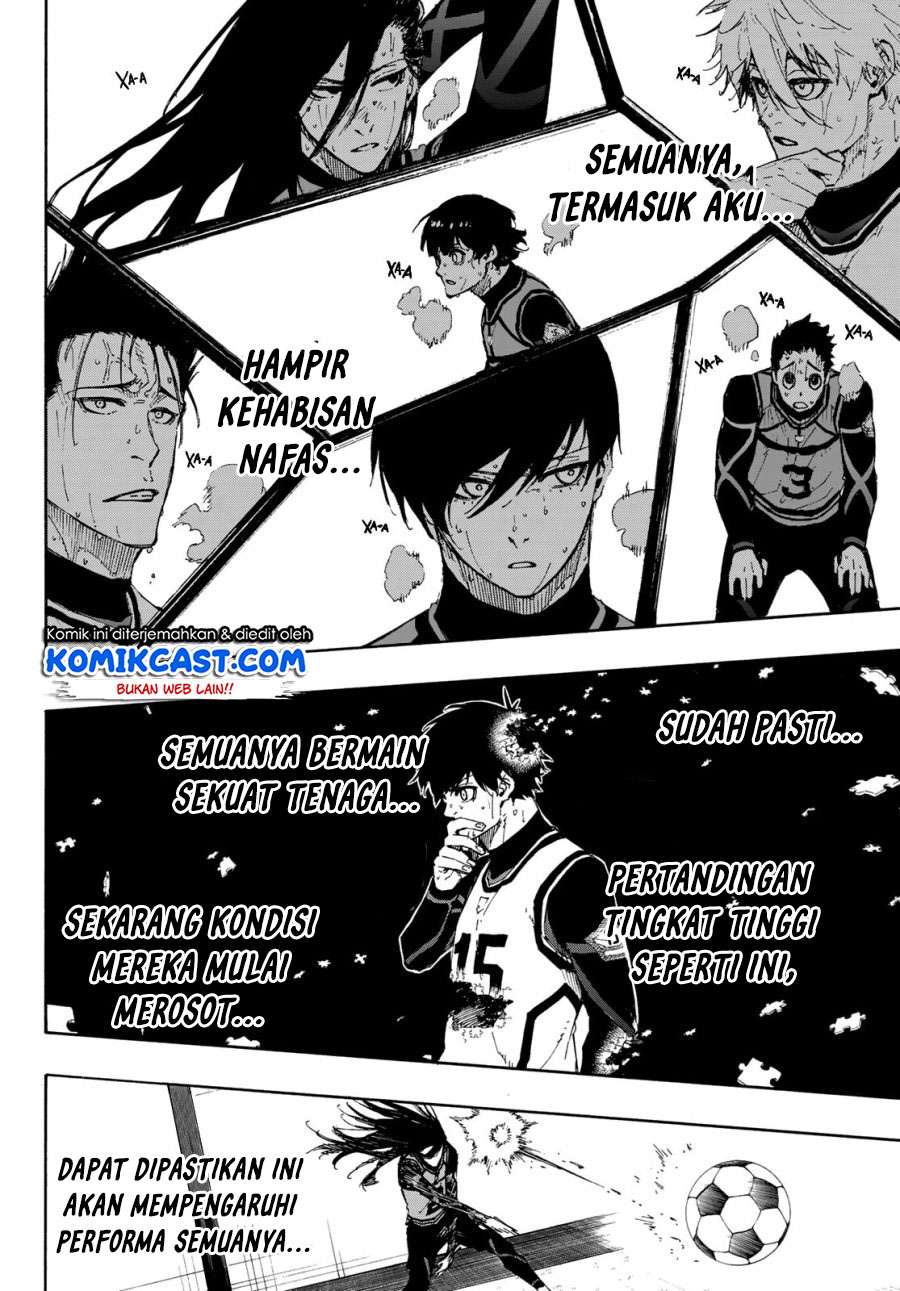 XA-A
XA-A
SEMUANYA,
TERMASUK AKU...
XA-A
XA-A
XA-A
XA-A
HAMPIR
KEHABISAN
NAFAS...
XA-A
XA-A
3
Komik ini diterjemahkan & diedit oleh
KOMIKCAST.COM
BUKAN WEB LAIN!!
SUDAH PASTI...
SEMUANYA BERMAIN
SEKUAT TENAGA...
PERTANDINGAN
TINGKAT TINGGI
SEPERTI INI,
15
SEKARANG KONDISI
MEREKA MULAI
MEROSOT...
DAPAT DIPASTIKAN INI
AKAN MEMPENGARUHI
PERFORMA SEMUANYA...